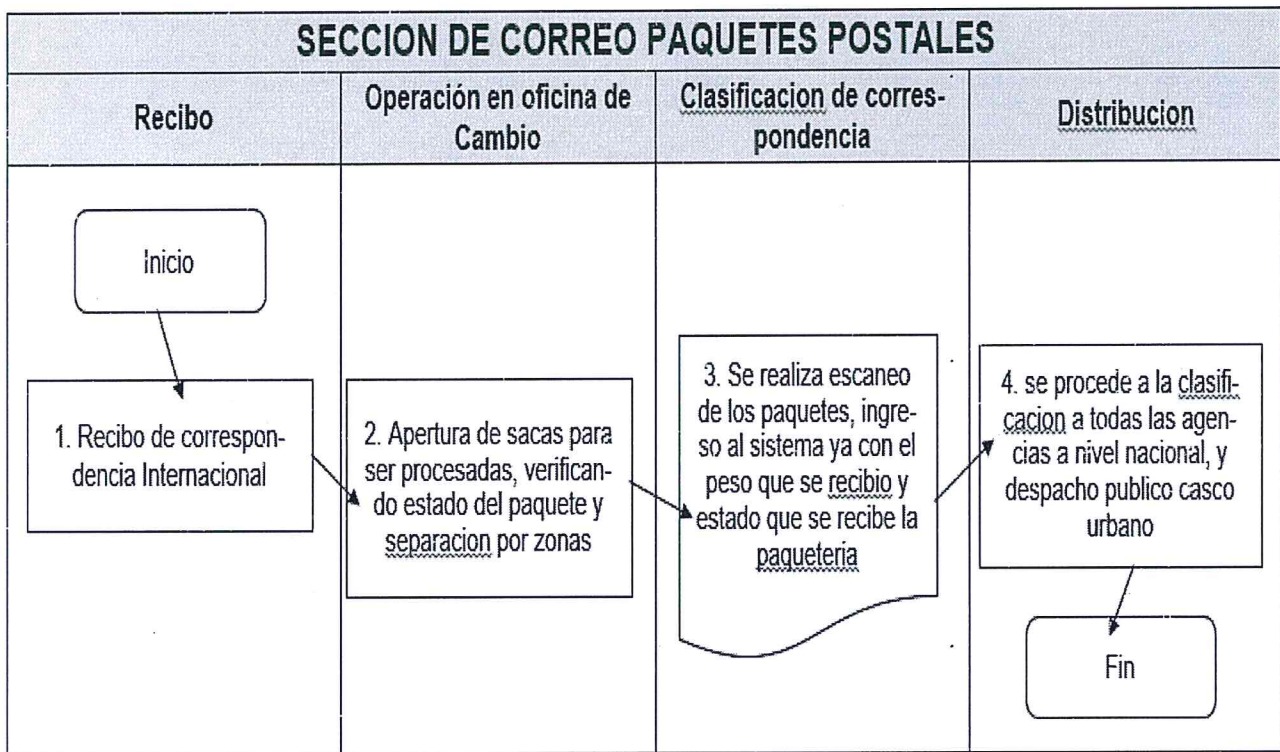 SECCION DE CORREO PAQUETES POSTALES
Recibo
Operación en oficina de
Cambio
Clasificacion de corres-
pondencia
Distribucion
Inicio
1. Recibo de correspon-
dencia Internacional
2. Apertura de sacas para
ser procesadas, verifican-
do estado del paquete y
separacion por zonas
3. Se realiza escaneo
de los paquetes, ingre-
so al sistema ya con el
peso que se recibio y
estado que se recibe la
paqueteria
4. se procede a la clasifi-
cacion a todas las agen-
cias a nivel nacional, y
despacho publico casco
urbano
Fin